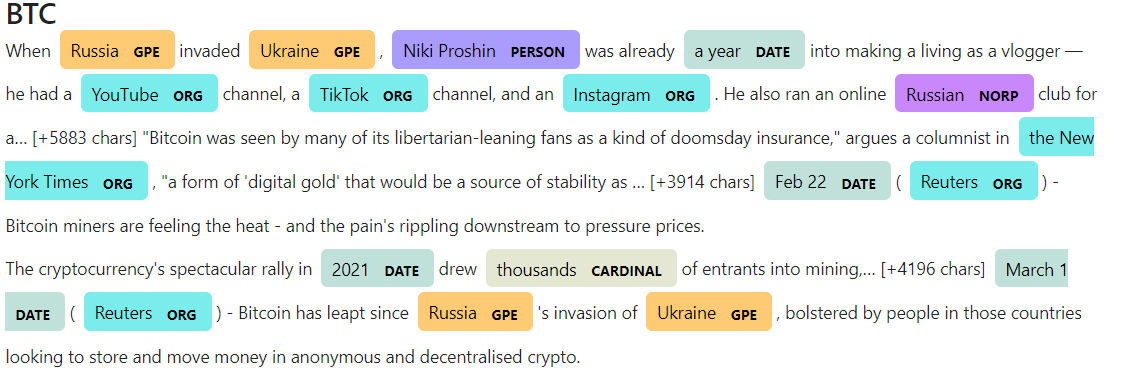 BTC
When Russia GPE invaded Ukraine GPE , Niki Proshin PERSON was already a year DATE into making a living as a vlogger —
he had a YouTube ORG channel, a TikTok ORG channel, and an Instagram ORG . He also ran an online Russian NORP club for
a... [+5883 chars] "Bitcoin was seen by many of its libertarian-leaning fans as a kind of doomsday insurance," argues a columnist in the New
York Times ORG , "a form of 'digital gold' that would be a source of stability as ... [+3914 chars] Feb 22 DATE ( Reuters ORG ) -
Bitcoin miners are feeling the heat - and the pain's rippling downstream to pressure prices.
The cryptocurrency's spectacular rally in 2021 DATE drew thousands CARDINAL of entrants into mining,... [+4196 chars] March 1
DATE ( Reuters ORG ) - Bitcoin has leapt since Russia GPE 's invasion of Ukraine GPE , bolstered by people in those countries
looking to store and move money in anonymous and decentralised crypto.